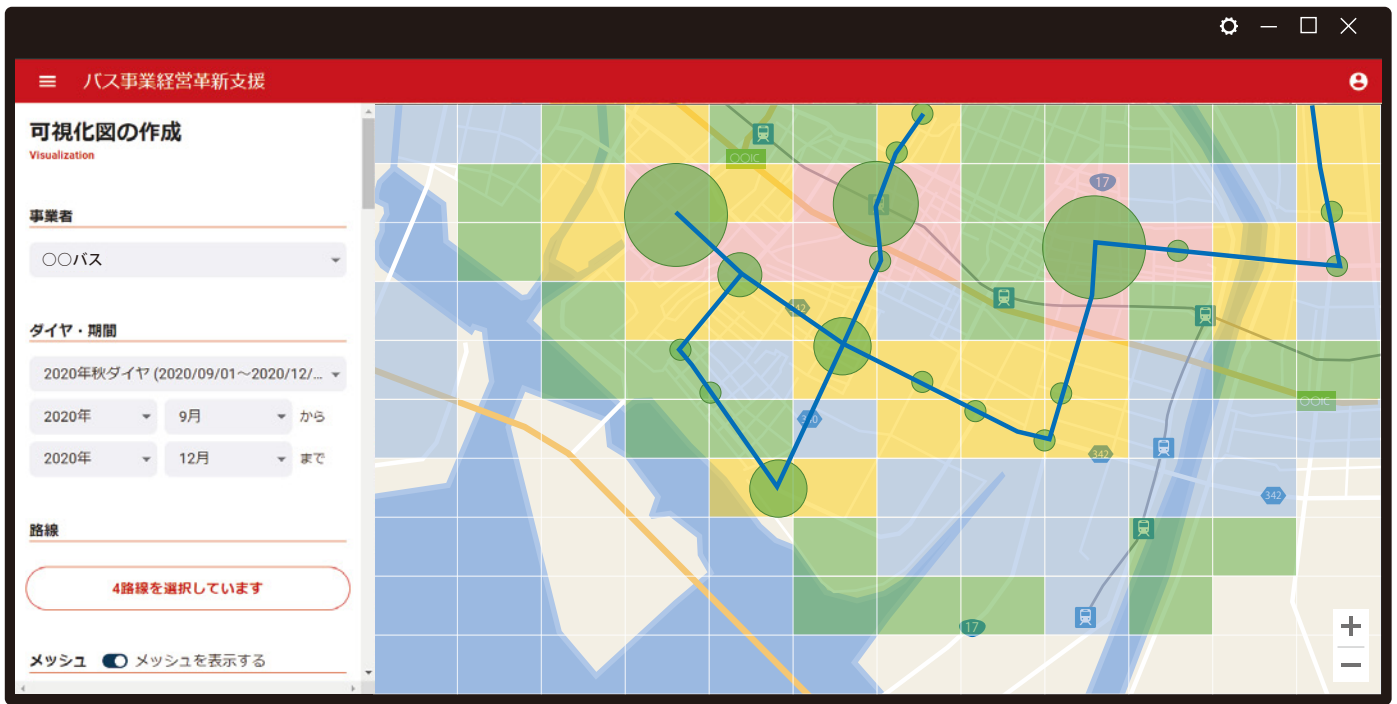 バス事業経営革新支援
可視化図の作成
Visualization
事業者
○○バス
ダイヤ・期間
2020年秋ダイヤ (2020/09/01～2020/12/...
2020年
9月
から
2020年
12月
まで
路線
4路線を選択しています
メッシュ
メッシュを表示する
○○IC
17
○○IC
342
342
17